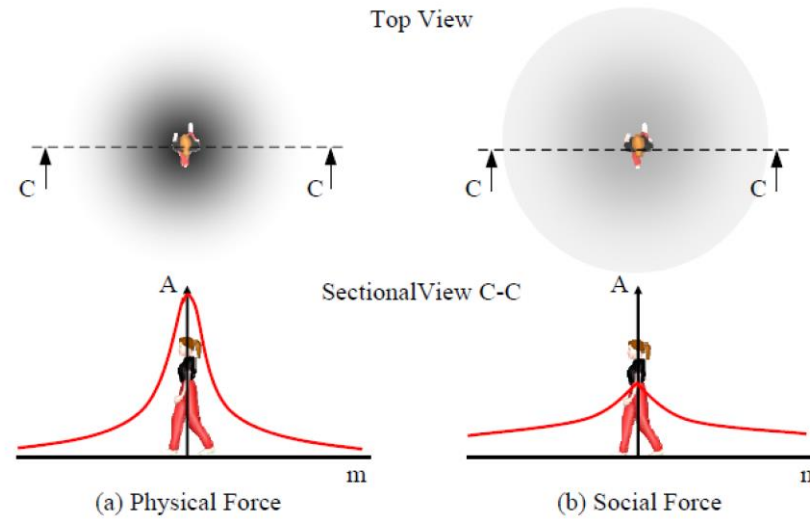 Top View
C C C C
A SectionalView C-C A
m m
(a) Physical Force (b) Social Force